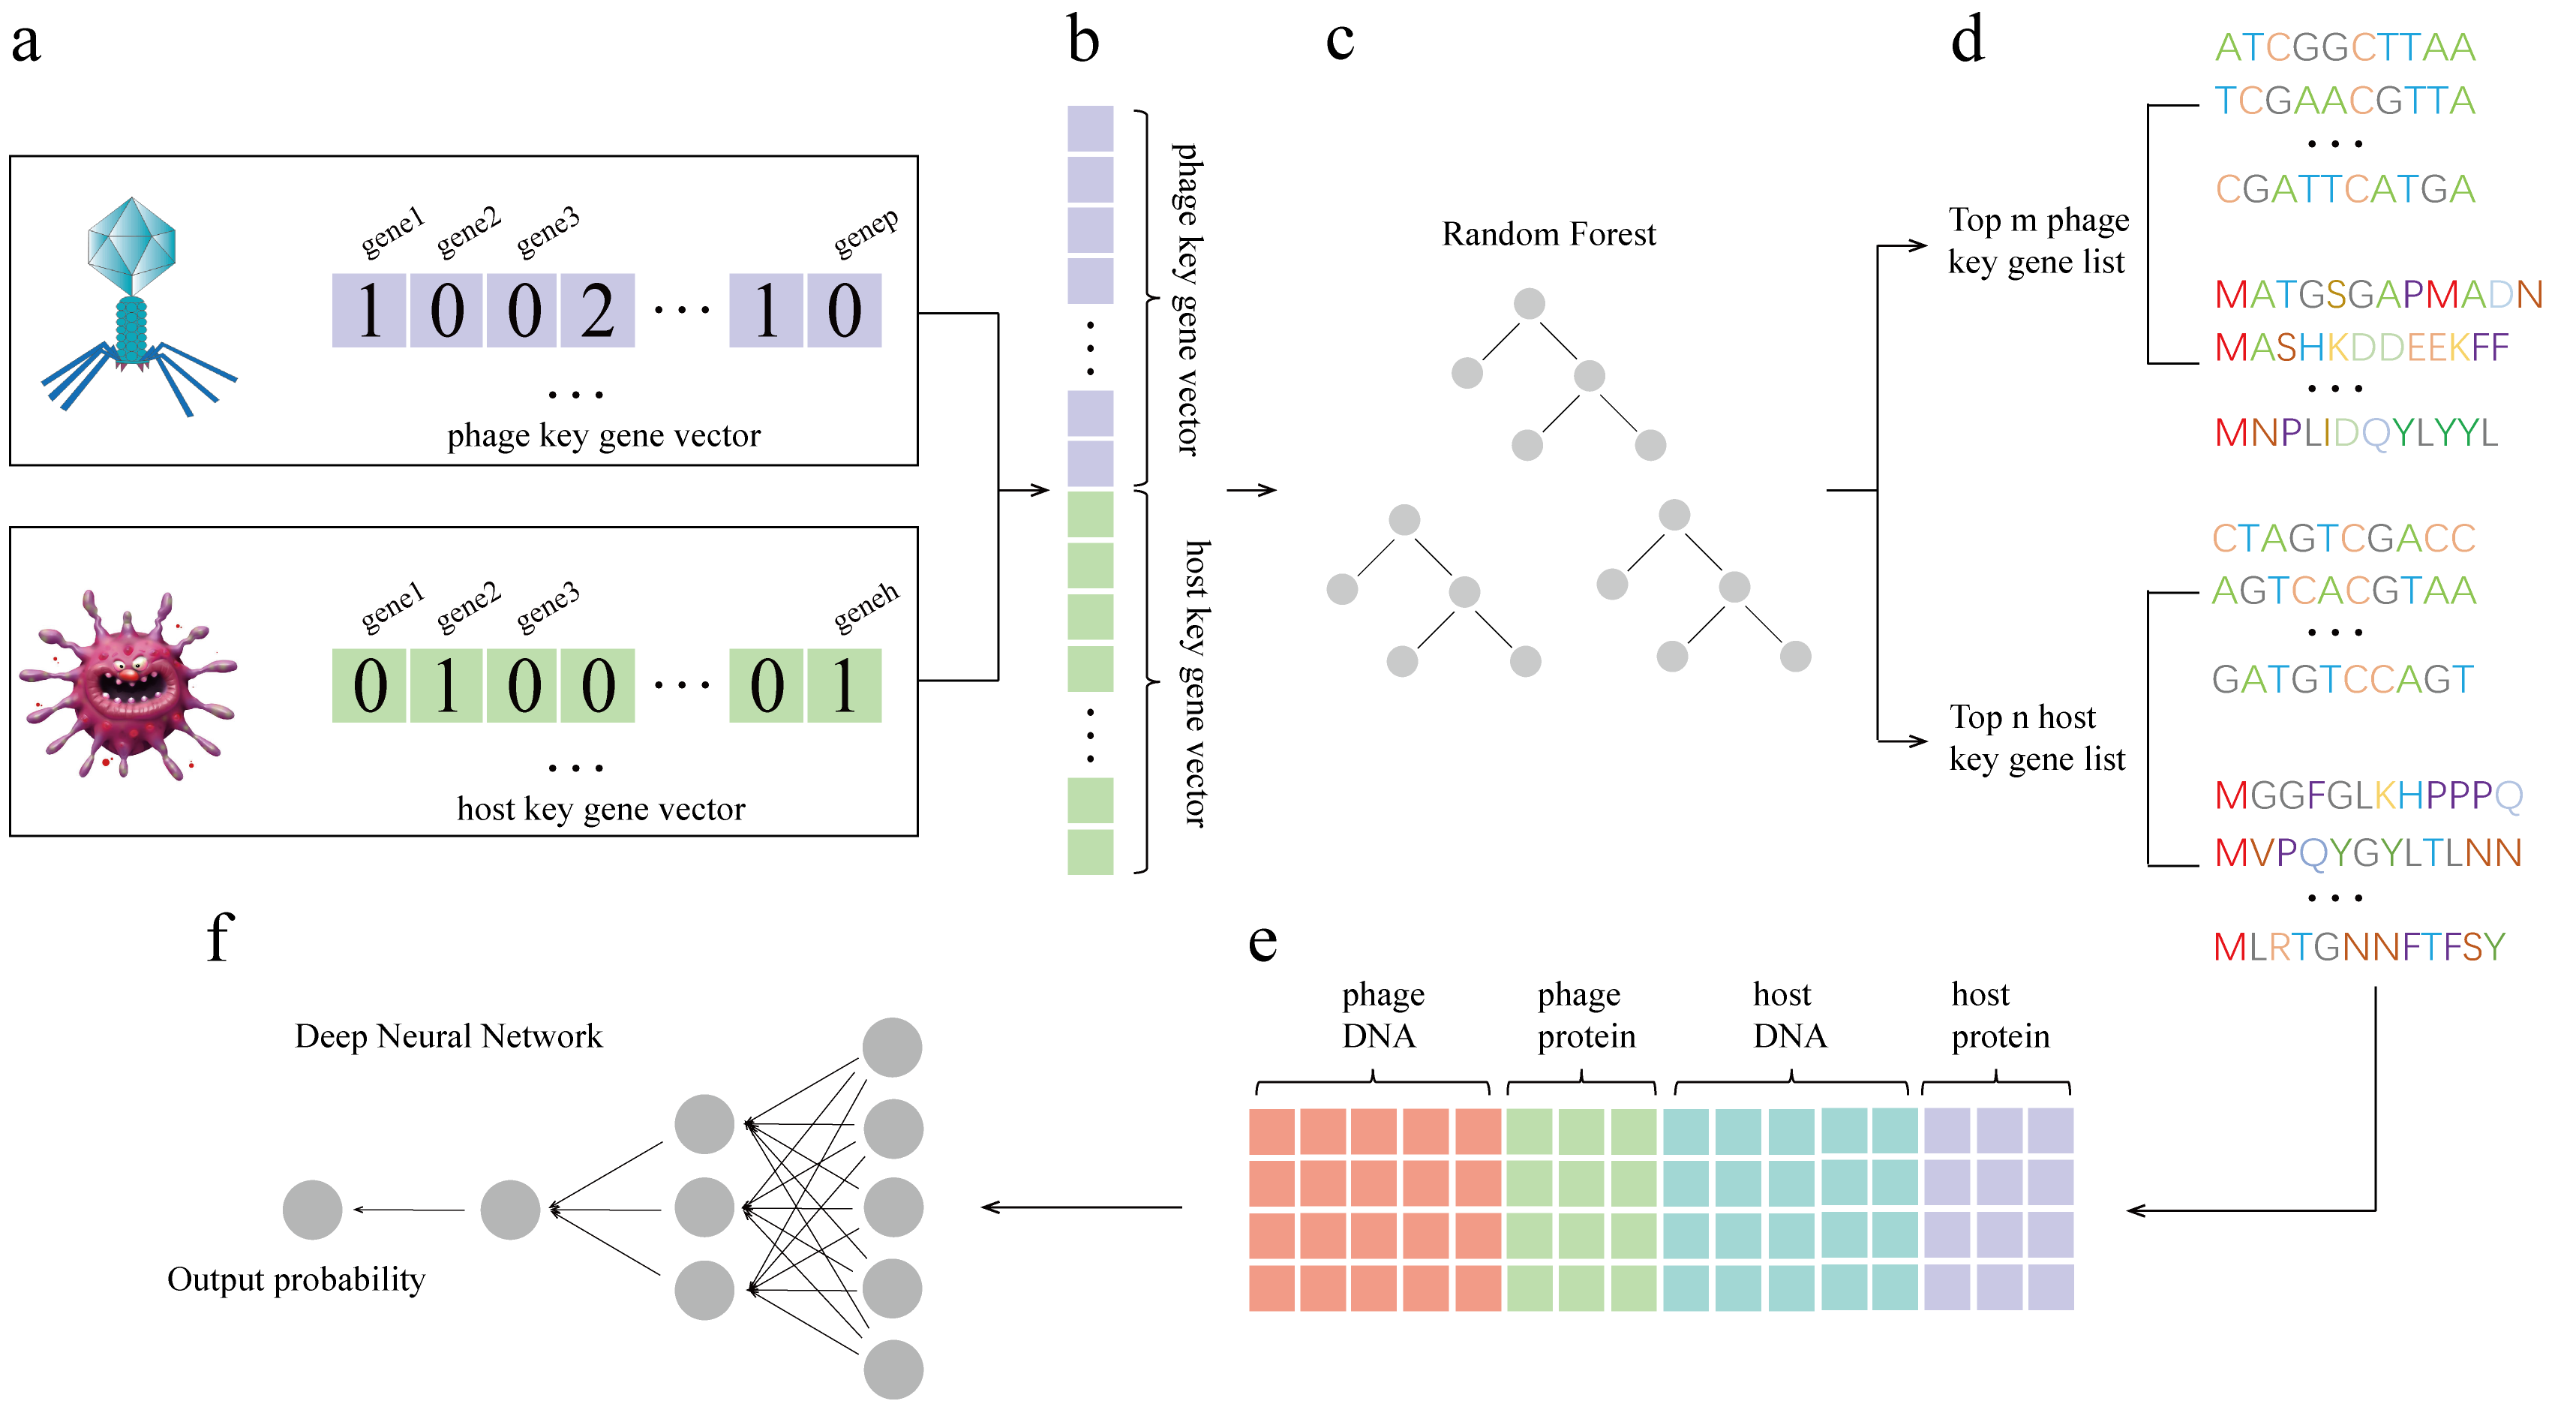 a
gene1 gene2 gene3 genep
1 0 0 2 ··· 1 0
...
phage key gene vector
gene1 gene2 gene3 geneh
0 1 0 0 ··· 0 1
...
host key gene vector
b
phage key gene vector
host key gene vector
c
Random Forest
d
Top m phage
key gene list
ATCGGCTTAA
TCGAACGTTA
...
CGATTCATGA
MATGSGAPMADN
MASHKDDEEKFF
...
MNPLIDQYLYYL
Top n host
key gene list
CTAGTCGACC
AGTCACGTAA
...
GATGTCCAGT
MGGFGLKHPPPQ
MVPQYGYLTLNN
...
MLRTGNNFTFSY
e
phage
DNA
phage
protein
host
DNA
host
protein
f
Deep Neural Network
Output probability